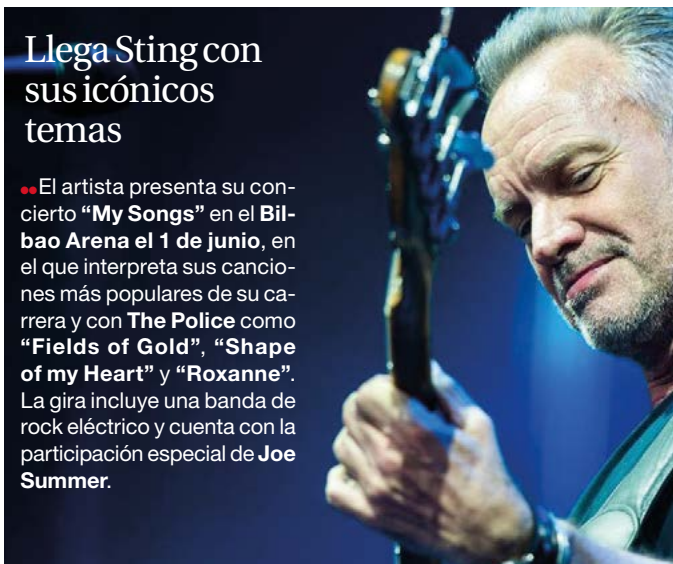 Llega Sting con
sus icónicos
temas
El artista presenta su con-
cierto “My Songs” en el Bil-
bao Arena el 1 de junio, en
el que interpreta sus cancio-
nes más populares de su ca-
rrera y con The Police como
“Fields of Gold”, “Shape
of my Heart” y “Roxanne”.
La gira incluye una banda de
rock eléctrico y cuenta con la
participación especial de Joe
Summer.